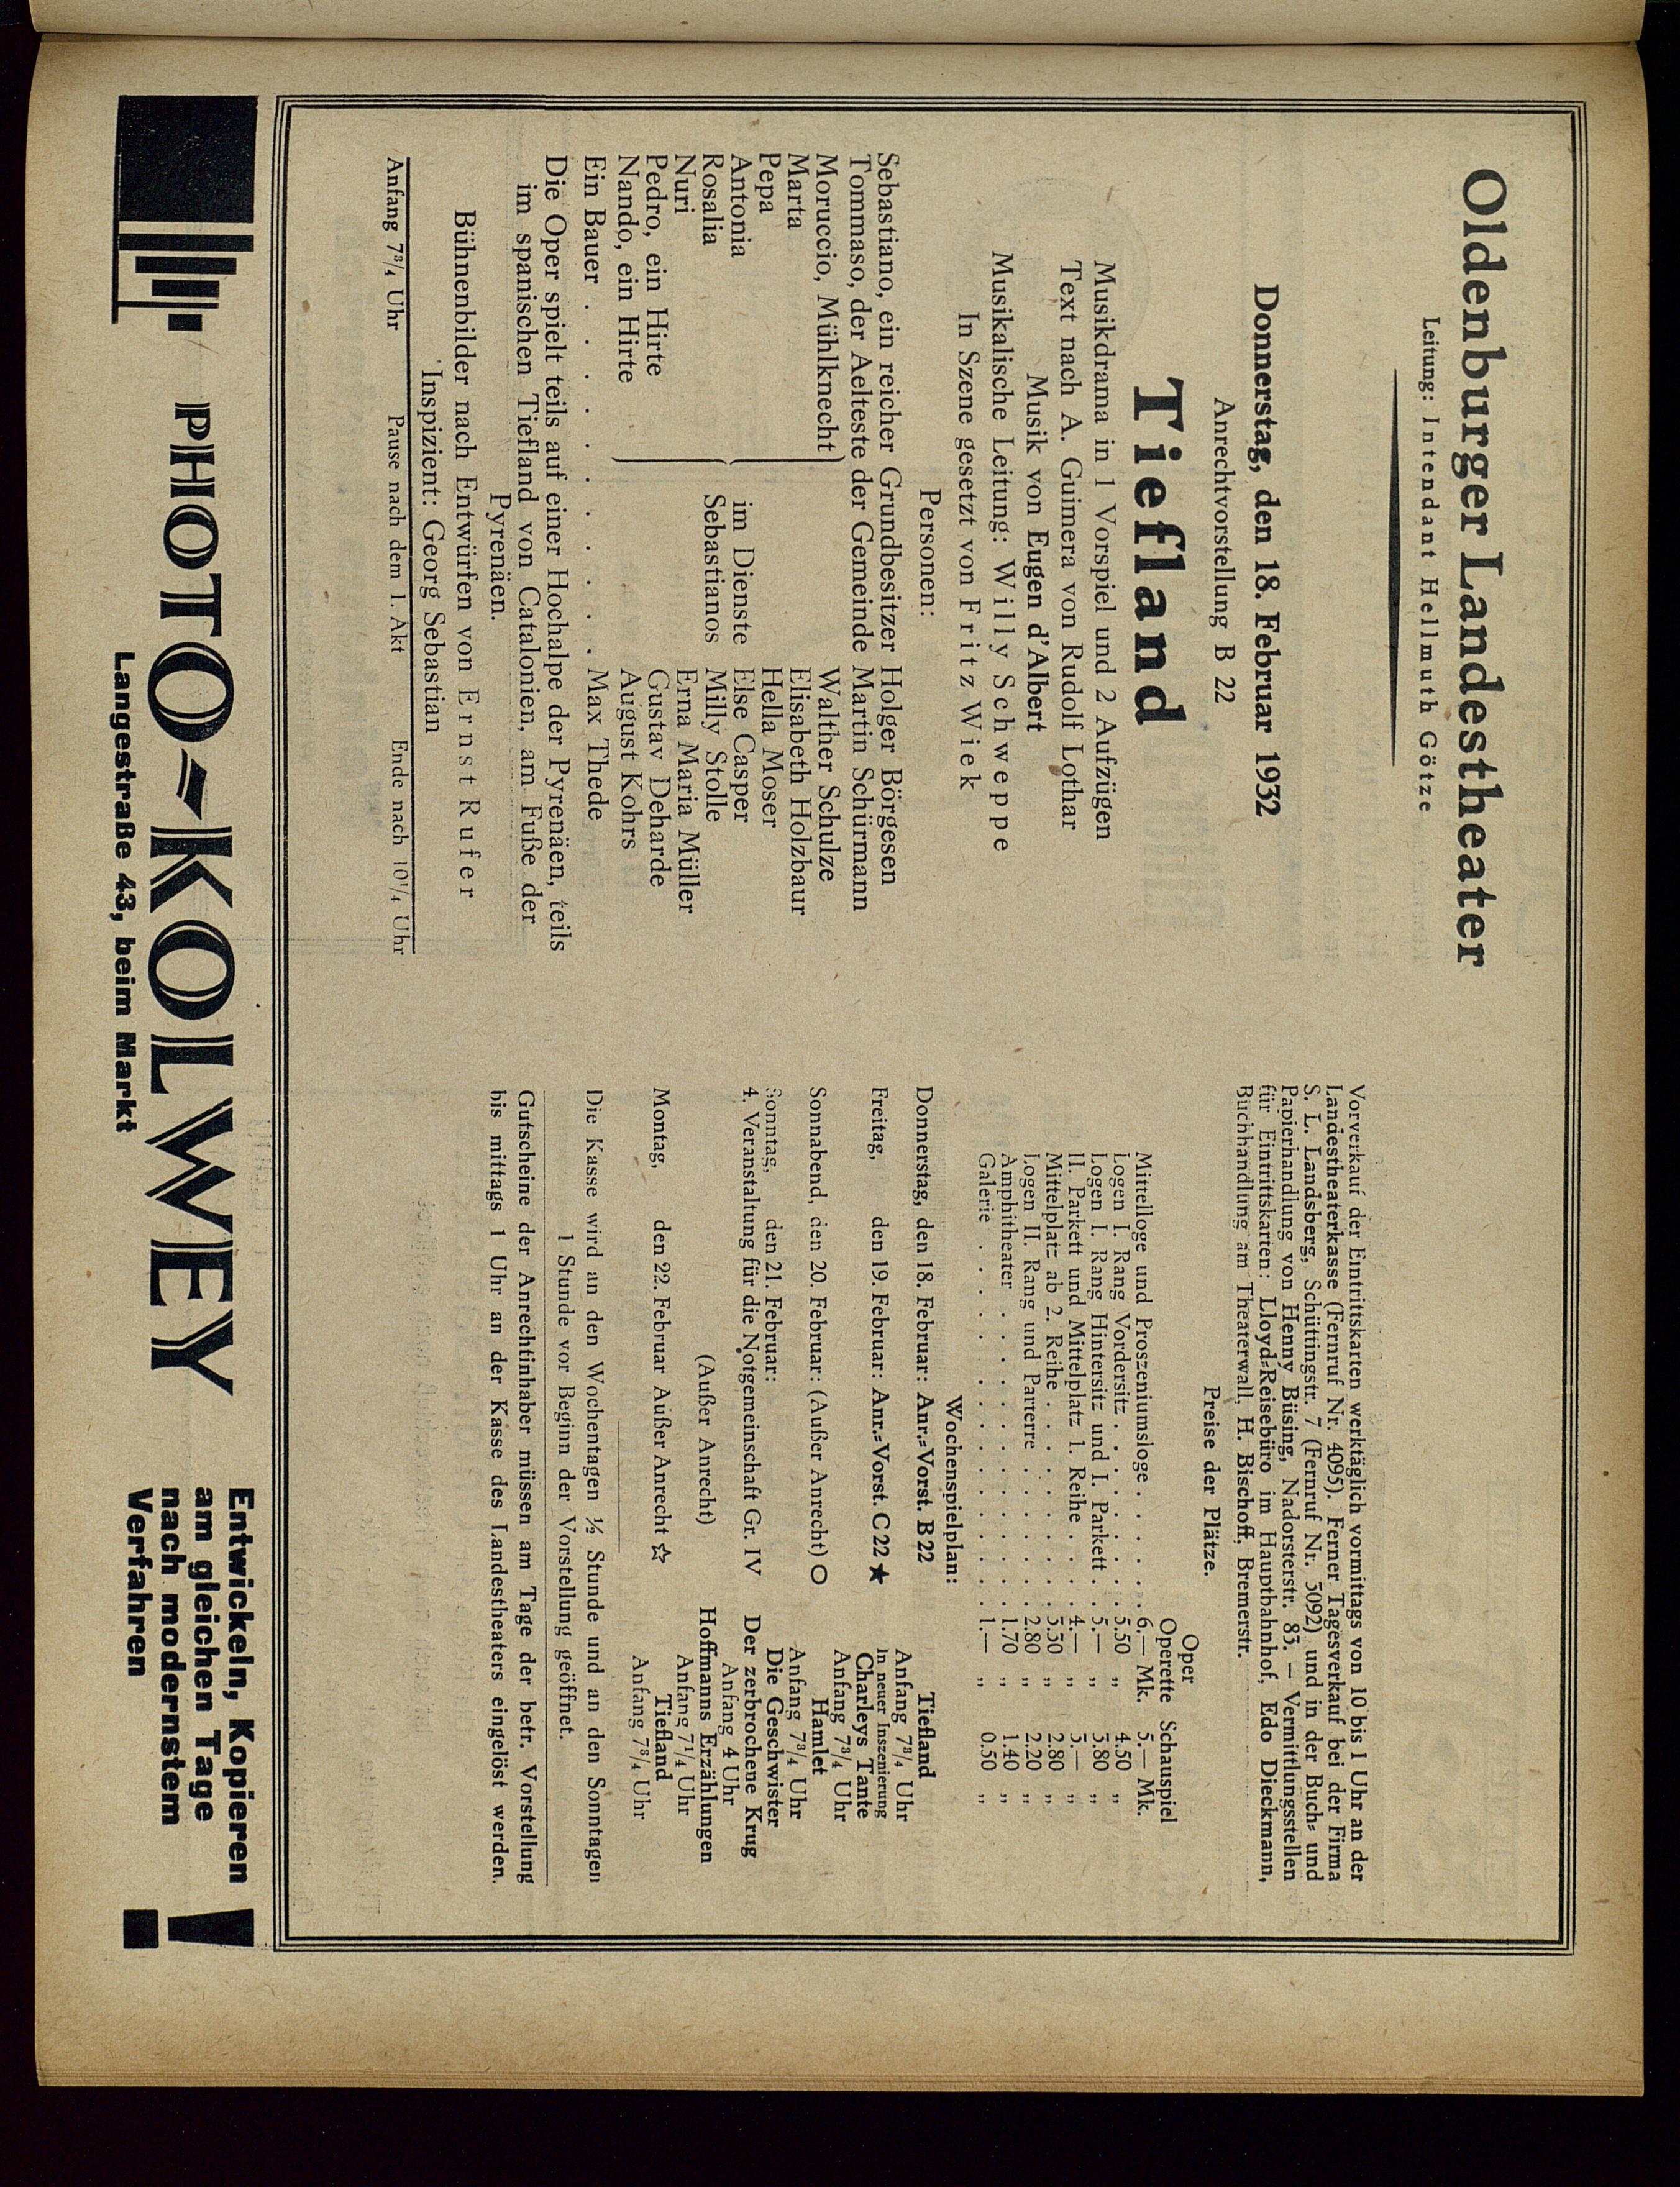 Oldenburger Landestheater
Leitung: Intendant Hellmuth Götze
Donnerstag, den 18. Februar 1932
Anrechtvorstellung B 22
Tiefland
Musikdrama in 1 Vorspiel und 2 Aufzügen
Text nach A. Guimera von Rudolf Lothar
Musik von Eugen d'Albert
Musikalische Leitung: Willy Schweppe
In Szene gesetzt von Fritz Wiek
Personen:
Sebastiano, ein reicher Grundbesitzer Holger Börgesen
Tommaso, der Aelteste der Gemeinde Martin Schürmann
Moruccio, Mühlknecht Walther Schulze
Marta Elisabeth Holzbaur
Pepa Hella Moser
Antonia im Dienste Else Casper
Rosalia Sebastianos Milly Stolle
Nuri Erna Maria Müller
Pedro, ein Hirte Gustav Deharde
Nando, ein Hirte August Kohrs
Ein Bauer . . . . . . . . . . . Max Thede
Die Oper spielt teils auf einer Hochalpe der Pyrenäen, teils
im spanischen Tiefland von Catalonien, am Fuße der
Pyrenäen.
Bühnenbilder nach Entwürfen von Ernst Rufer
Inspizient: Georg Sebastian
Anfang 7¾ Uhr Pause nach dem 1. Akt Ende nach 10¼ Uhr
Vorverkauf der Eintrittskarten werktäglich vormittags von 10 bis 1 Uhr an der
Landestheaterkasse (Fernruf Nr. 4095). Ferner Tagesverkauf bei der Firma
S. L. Landsberg, Schüttingstr. 7 (Fernruf Nr. 5092) und in der Buch- und
Papierhandlung von Henny Büsing, Nadorsterstr. 83. — Vermittlungsstellen
für Eintrittskarten: Lloyd-Reisebüro im Hauptbahnhof, Edo Dieckmann,
Buchhandlung am Theaterwall, H. Bischoff, Bremerstr.
Preise der Plätze.
Oper
Operette Schauspiel
Mittelloge und Proszeniumsloge . . . . . . 6.— Mk. 5.— Mk.
Logen I. Rang Vordersitz . . . . . . . 5.50 „ 4.50 „
Logen I. Rang Hintersitz und I. Parkett . . 5.— „ 3.80 „
II. Parkett und Mittelplatz 1. Reihe . . . . 4.— „ 3.— „
Mittelplatz ab 2. Reihe . . . . . . . . 3.50 „ 2.80 „
Logen II. Rang und Parterre . . . . . . 2.80 „ 2.20 „
Amphitheater . . . . . . . . . . . 1.70 „ 1.40 „
Galerie . . . . . . . . . . . . . 1.— „ 0.50 „
Wochenspielplan:
Donnerstag, den 18. Februar: Anr.-Vorst. B 22 Tiefland
Anfang 7¾ Uhr
In neuer Inszenierung
Freitag, den 19. Februar: Anr.-Vorst. C 22 ★ Charleys Tante
Anfang 7¾ Uhr
Sonnabend, den 20. Februar: (Außer Anrecht) ○ Hamlet
Anfang 7¾ Uhr
Sonntag, den 21. Februar: Die Geschwister
4. Veranstaltung für die Notgemeinschaft Gr. IV Der zerbrochene Krug
Anfang 4 Uhr
(Außer Anrecht) Hoffmanns Erzählungen
Anfang 7¼ Uhr
Montag, den 22. Februar Außer Anrecht ☆ Tiefland
Anfang 7¾ Uhr
Die Kasse wird an den Wochentagen ½ Stunde und an den Sonntagen
1 Stunde vor Beginn der Vorstellung geöffnet.
Gutscheine der Anrechtinhaber müssen am Tage der betr. Vorstellung
bis mittags 1 Uhr an der Kasse des Landestheaters eingelöst werden.
PHOTO-KOLWEY
Langestraße 43, beim Markt
Entwickeln, Kopieren
am gleichen Tage
nach modernstem
Verfahren !